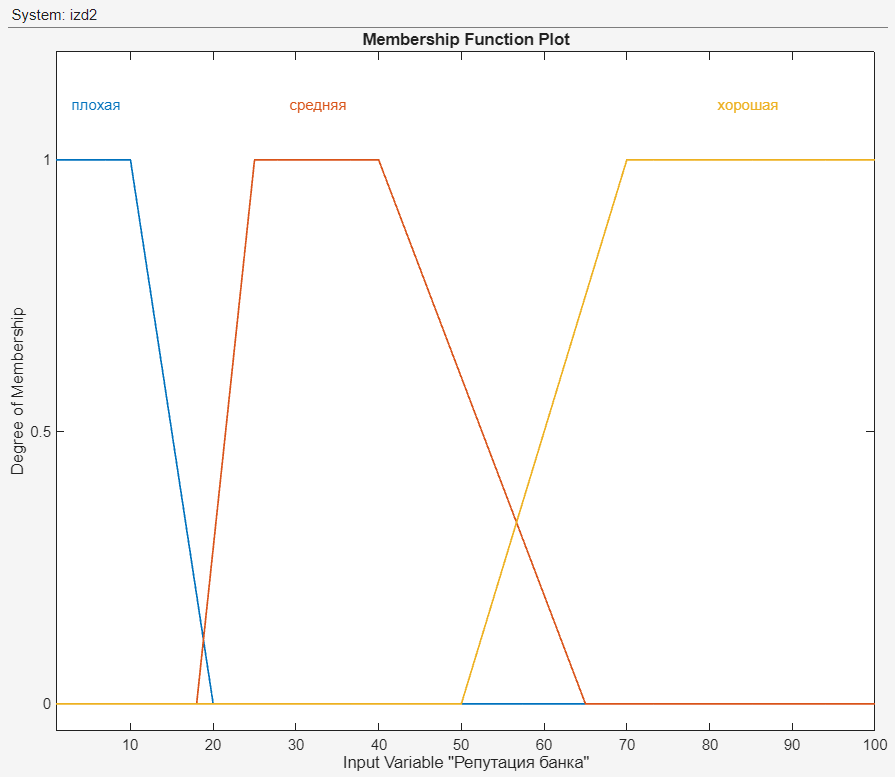 System: izd2
Membership Function Plot
плохая средняя хорошая
1
0.5
0
Degree of Membership
10 20 30 40 50 60 70 80 90 100
Input Variable "Репутация банка"